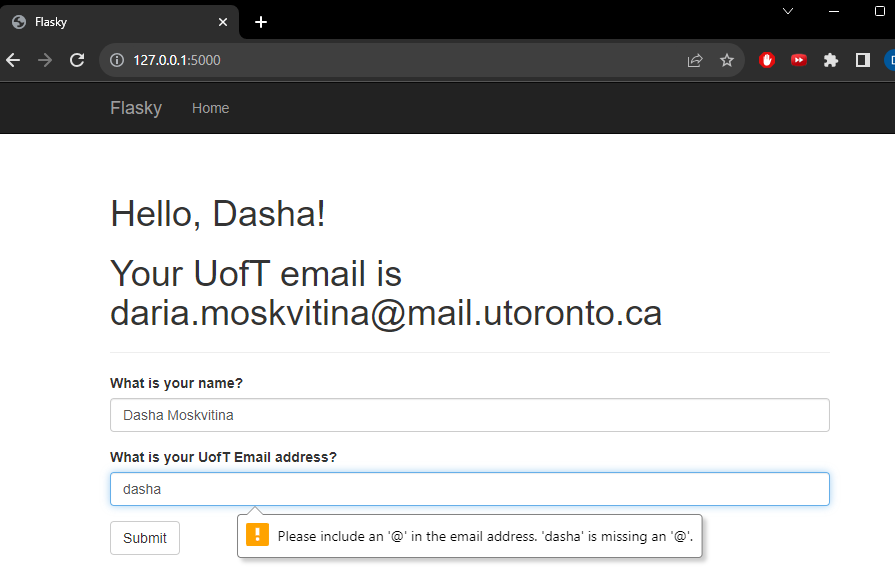 Flasky
127.0.0.1:5000
Flasky Home
Hello, Dasha!
Your UofT email is
daria.moskvitina@mail.utoronto.ca
What is your name?
Dasha Moskvitina
What is your UofT Email address?
dasha
Submit
Please include an '@' in the email address. 'dasha' is missing an '@'.